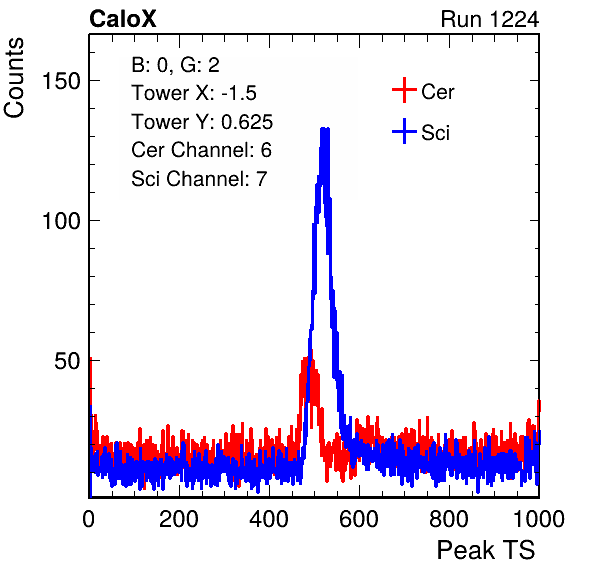 CaloX Run 1224
Counts
150
100
50
B: 0, G: 2
Tower X: -1.5
Tower Y: 0.625
Cer Channel: 6
Sci Channel: 7
Cer
Sci
0 200 400 600 800 1000
Peak TS